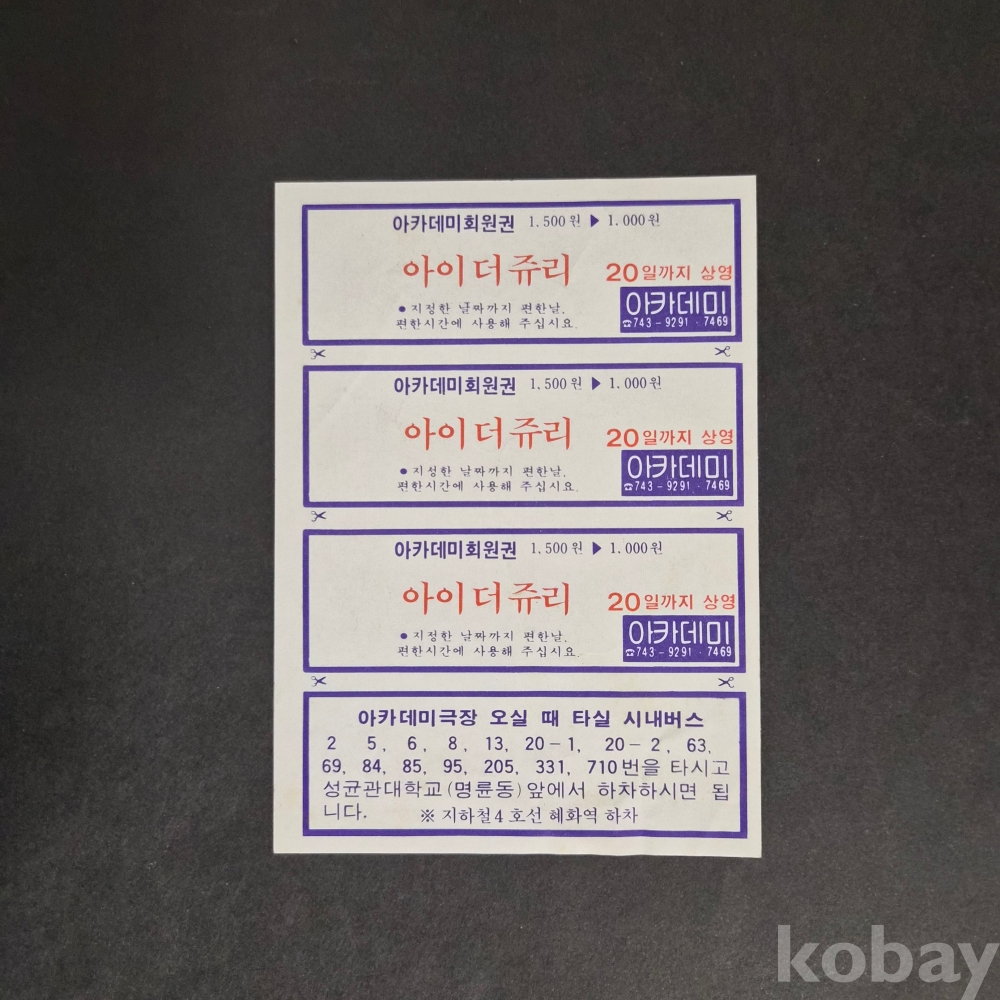 아카데미회원권 1.500원 ▶ 1.000원
아이 더 쥬리 20일까지 상영
● 지정한 날짜까지 편한날.
편한시간에 사용해 주십시요.
아카데미
☎743-9291·7469
아카데미회원권 1.500원 ▶ 1.000원
아이 더 쥬리 20일까지 상영
● 지성한 날짜까지 편한날.
편한시간에 사용해 주십시요.
아카데미
☎743-9291·7469
아카데미회원권 1.500원 ▶ 1.000원
아이 더 쥬리 20일까지 상영
● 지정한 날짜까지 편한날.
편한시간에 사용해 주십시요.
아카데미
☎743-9291·7469
아카데미극장 오실 때 타실 시내버스
2 5, 6, 8, 13, 20-1, 20-2, 63,
69, 84, 85, 95, 205, 331, 710번을 타시고
성균관대학교(명륜동)앞에서 하차하시면 됩
니다. ※ 지하철4호선 혜화역 하차
kobay